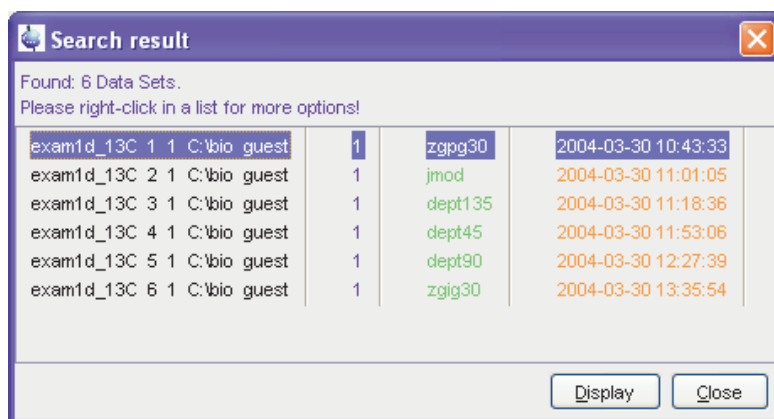 Search result
Found: 6 Data Sets.
Please right-click in a list for more options!
exam1d_13C 1 1 C:\bio guest 1 zgpg30 2004-03-30 10:43:33
exam1d_13C 2 1 C:\bio guest 1 jmod 2004-03-30 11:01:05
exam1d_13C 3 1 C:\bio guest 1 dept135 2004-03-30 11:18:36
exam1d_13C 4 1 C:\bio guest 1 dept45 2004-03-30 11:53:06
exam1d_13C 5 1 C:\bio guest 1 dept90 2004-03-30 12:27:39
exam1d_13C 6 1 C:\bio guest 1 zgig30 2004-03-30 13:35:54
Display Close